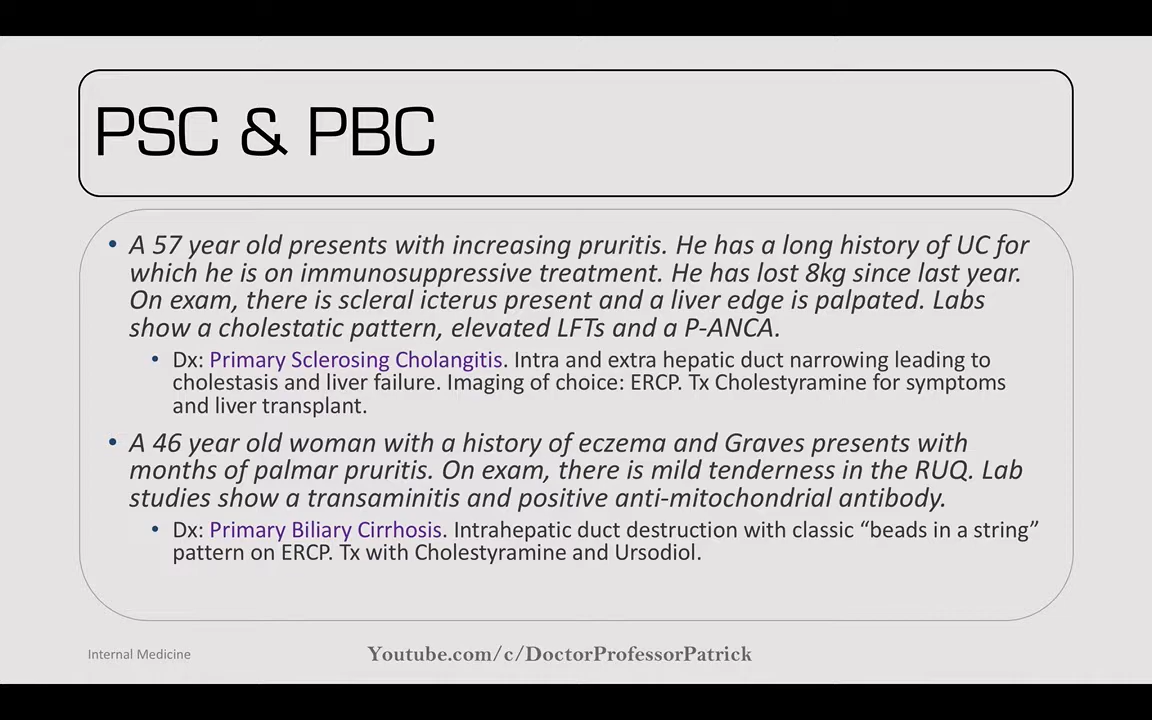 PSC & PBC
• A 57 year old presents with increasing pruritis. He has a long history of UC for
which he is on immunosuppressive treatment. He has lost 8kg since last year.
On exam, there is scleral icterus present and a liver edge is palpated. Labs
show a cholestatic pattern, elevated LFTs and a P-ANCA.
• Dx: Primary Sclerosing Cholangitis. Intra and extra hepatic duct narrowing leading to
cholestasis and liver failure. Imaging of choice: ERCP. Tx Cholestyramine for symptoms
and liver transplant.
• A 46 year old woman with a history of eczema and Graves presents with
months of palmar pruritis. On exam, there is mild tenderness in the RUQ. Lab
studies show a transaminitis and positive anti-mitochondrial antibody.
• Dx: Primary Biliary Cirrhosis. Intrahepatic duct destruction with classic “beads in a string”
pattern on ERCP. Tx with Cholestyramine and Ursodiol.
Internal Medicine
Youtube.com/c/DoctorProfessorPatrick